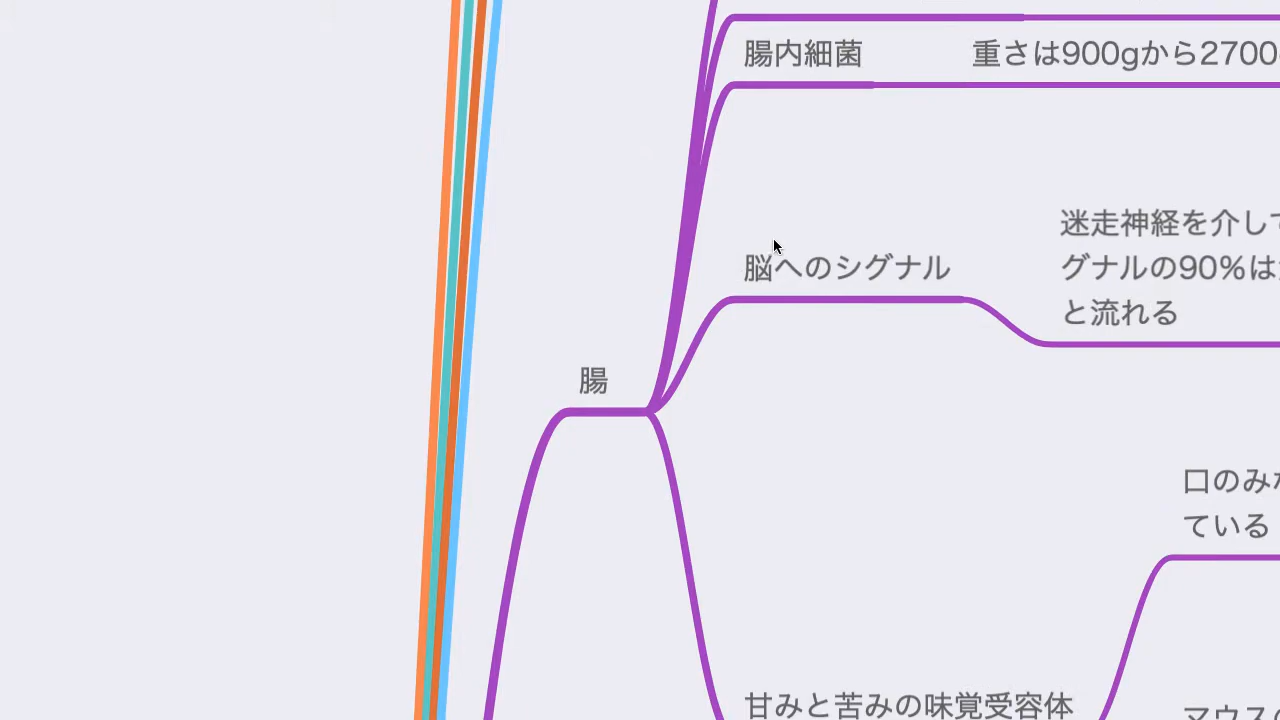 腸内細菌
重さは900gから2700
脳へのシグナル
迷走神経を介して
グナルの90%は
と流れる
腸
口のみ
ている
甘みと苦みの味覚受容体
マウス